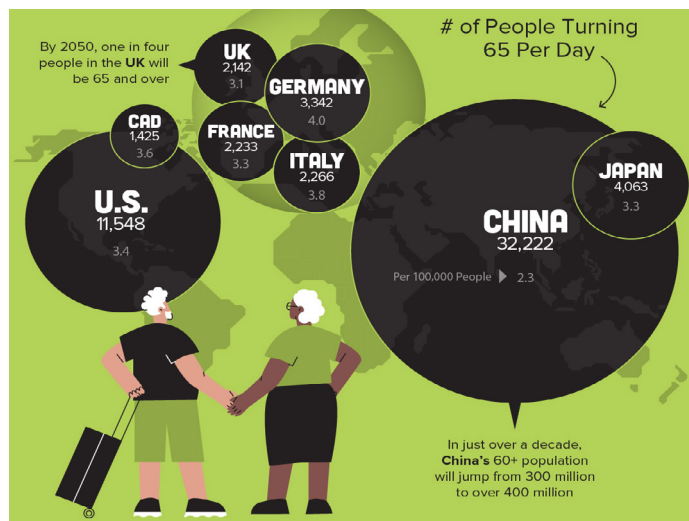 # of People Turning
65 Per Day
By 2050, one in four
people in the UK will
be 65 and over
UK
2,142
3.1
GERMANY
3,342
4.0
CAD
1,425
3.6
FRANCE
2,233
3.3
ITALY
2,266
3.8
U.S.
11,548
3.4
JAPAN
4,063
3.3
CHINA
32,222
Per 100,000 People 2.3
In just over a decade,
China's 60+ population
will jump from 300 million
to over 400 million